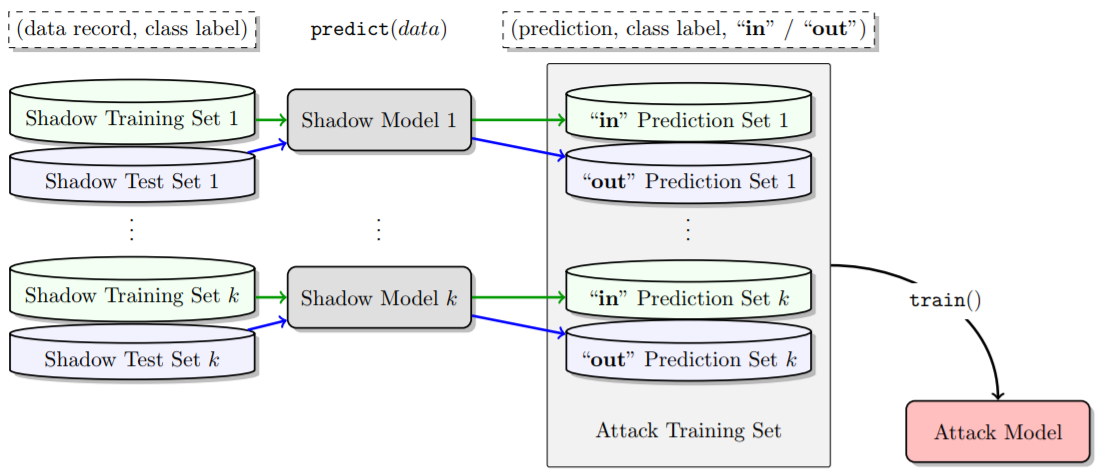 (data record, class label)
predict(data)
(prediction, class label, “in” / “out”)
Shadow Training Set 1
Shadow Model 1
“in” Prediction Set 1
Shadow Test Set 1
“out” Prediction Set 1
⋮ ⋮ ⋮
Shadow Training Set k
Shadow Model k
“in” Prediction Set k
train()
Shadow Test Set k
“out” Prediction Set k
Attack Training Set
Attack Model